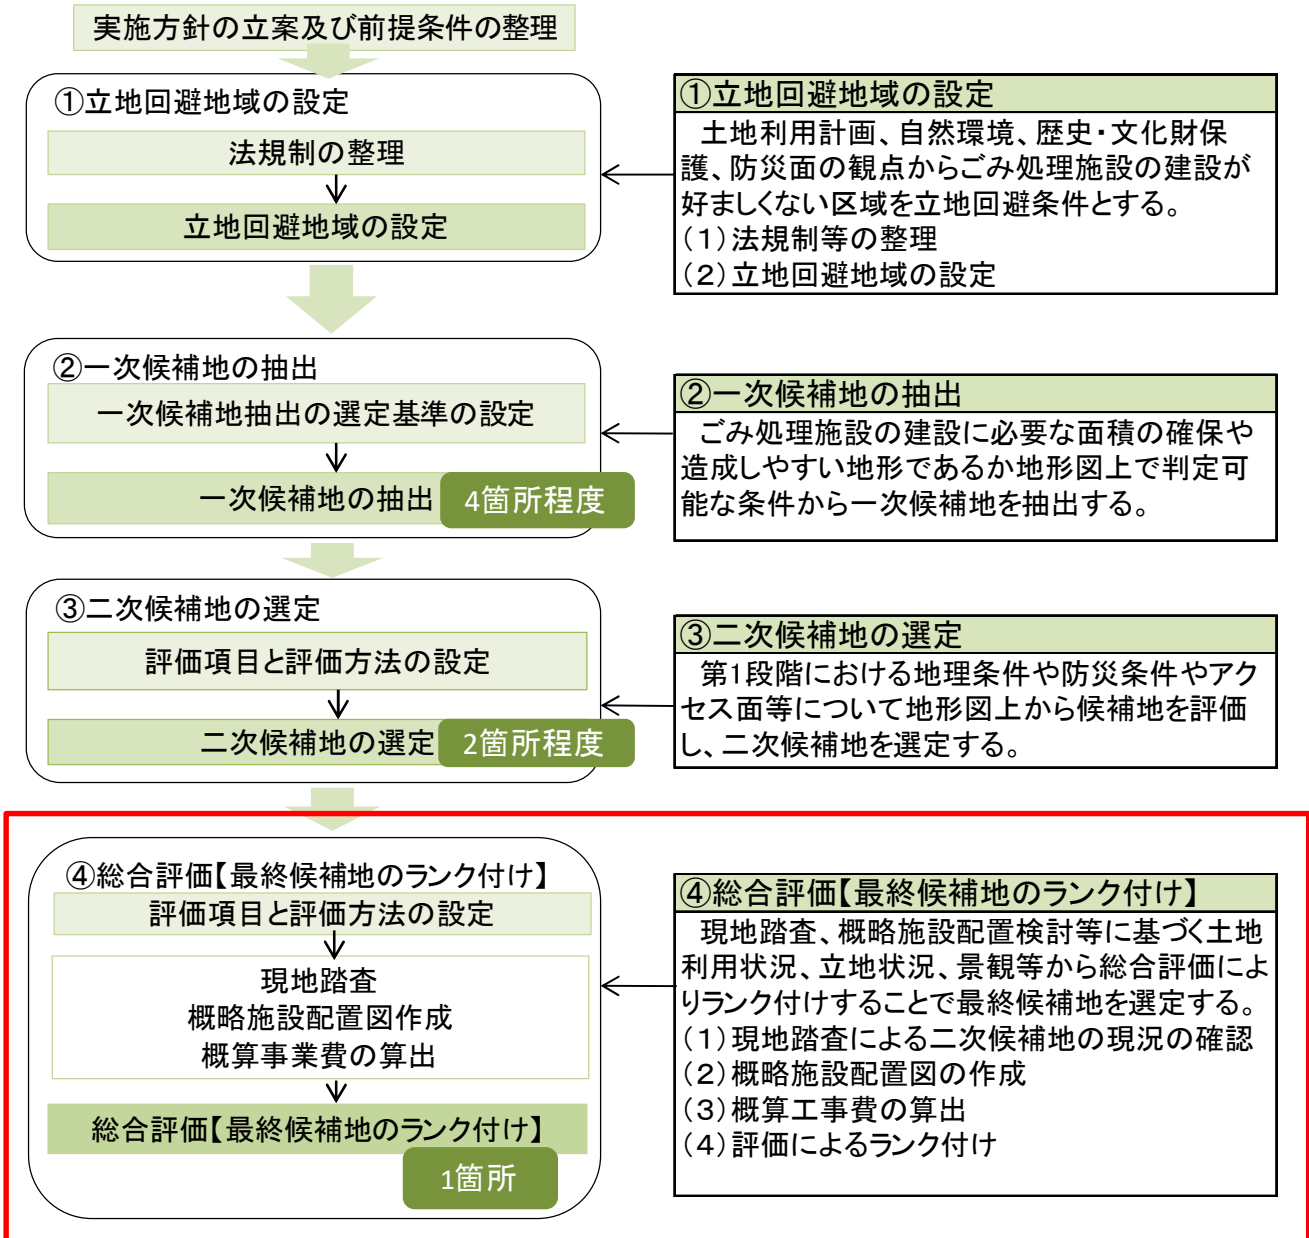 実施方針の立案及び前提条件の整理
①立地回避地域の設定
法規制の整理
立地回避地域の設定
①立地回避地域の設定
土地利用計画、自然環境、歴史・文化財保
護、防災面の観点からごみ処理施設の建設が
好ましくない区域を立地回避条件とする。
（１）法規制等の整理
（２）立地回避地域の設定
②一次候補地の抽出
一次候補地抽出の選定基準の設定
一次候補地の抽出
4箇所程度
②一次候補地の抽出
ごみ処理施設の建設に必要な面積の確保や
造成しやすい地形であるか地形図上で判定可
能な条件から一次候補地を抽出する。
③二次候補地の選定
評価項目と評価方法の設定
二次候補地の選定
2箇所程度
③二次候補地の選定
第1段階における地理条件や防災条件やアク
セス面等について地形図上から候補地を評価
し、二次候補地を選定する。
④総合評価【最終候補地のランク付け】
評価項目と評価方法の設定
現地踏査
概略施設配置図作成
概算事業費の算出
総合評価【最終候補地のランク付け】
1箇所
④総合評価【最終候補地のランク付け】
現地踏査、概略施設配置検討等に基づく土地
利用状況、立地状況、景観等から総合評価によ
りランク付けすることで最終候補地を選定する。
（１）現地踏査による二次候補地の現況の確認
（２）概略施設配置図の作成
（３）概算工事費の算出
（４）評価によるランク付け